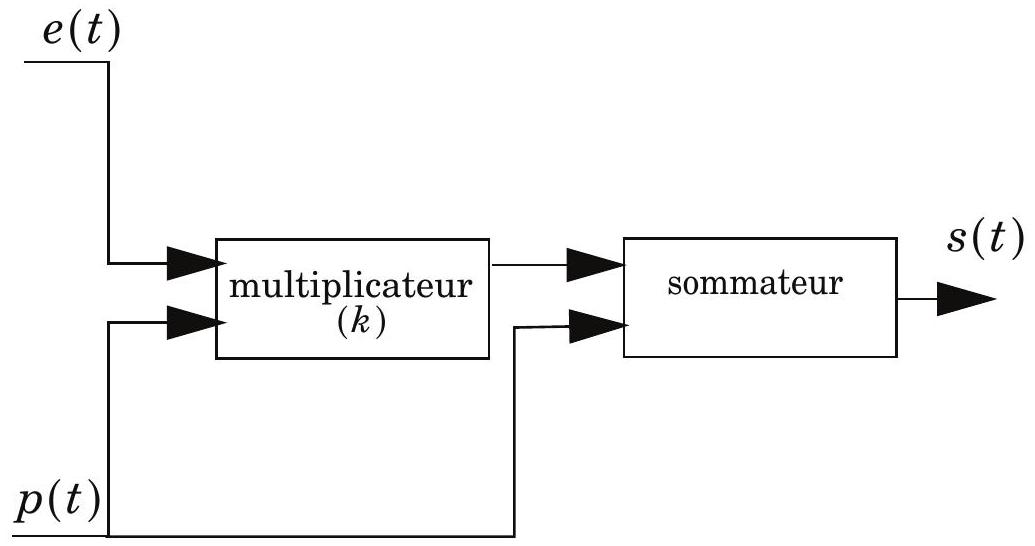 e(t)
s(t)
multiplicateur
(k)
sommateur
p(t)